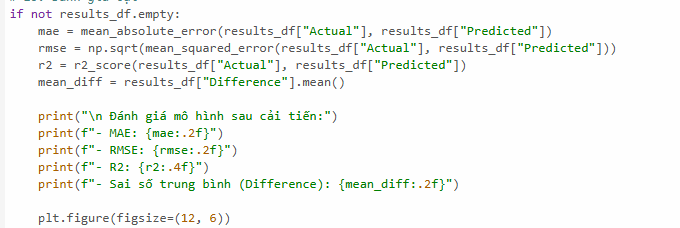 if not results_df.empty:
mae = mean_absolute_error(results_df["Actual"], results_df["Predicted"])
rmse = np.sqrt(mean_squared_error(results_df["Actual"], results_df["Predicted"]))
r2 = r2_score(results_df["Actual"], results_df["Predicted"])
mean_diff = results_df["Difference"].mean()
print("\n Đánh giá mô hình sau cải tiến:")
print(f"- MAE: {mae:.2f}")
print(f"- RMSE: {rmse:.2f}")
print(f"- R2: {r2:.4f}")
print(f"- Sai số trung bình (Difference): {mean_diff:.2f}")
plt.figure(figsize=(12, 6))